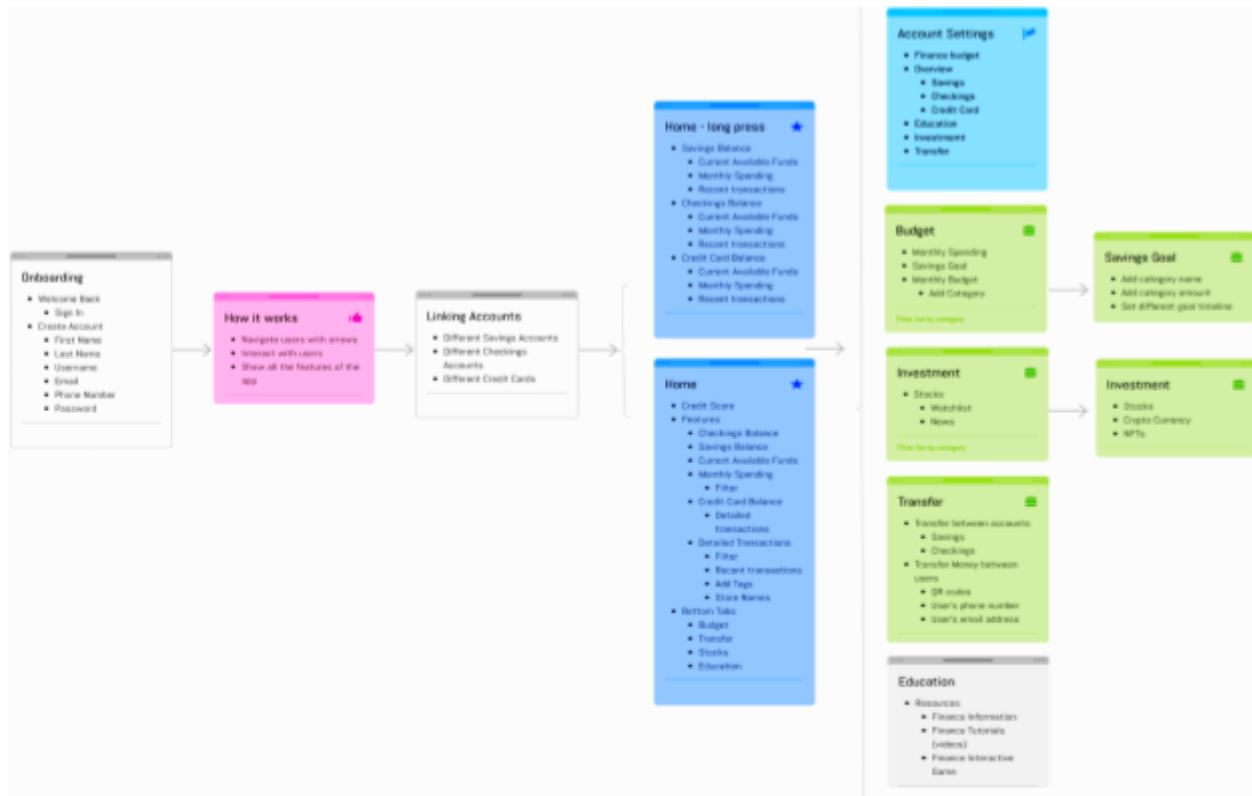 Onboarding
Welcome Back
Sign In
Create Account
First Name
Last Name
Username
Email
Phone Number
Password
How it works
Navigate users with arrows
Interact with users
Show all the features of the
app
Linking Accounts
Different Savings Accounts
Different Checkings
Accounts
Different Credit Cards
Home - long press
Savings Balance
Current Available Funds
Monthly Spending
Recent transactions
Checkings Balance
Current Available Funds
Monthly Spending
Recent transactions
Credit Card Balance
Current Available Funds
Monthly Spending
Recent transactions
Home
Credit Score
Features
Checkings Balance
Savings Balance
Current Available Funds
Monthly Spending
Filter
Credit Card Balance
Detailed
transactions
Detailed Transactions
Filter
Recent transactions
Add Tags
Store Names
Bottom Tabs
Budget
Transfer
Stocks
Education
Account Settings
Finance budget
Overview
Savings
Checkings
Credit Card
Education
Investment
Transfer
Budget
Monthly Spending
Savings Goal
Monthly Budget
Add Category
Filter list by category
Savings Goal
Add category name
Add category amount
Set different goal timeline
Investment
Stocks
Watchlist
News
Filter list by category
Investment
Stocks
Crypto Currency
NFTs
Transfer
Transfer between accounts
Savings
Checkings
Transfer Money between
users
QR codes
User's phone number
User's email address
Education
Resources
Finance Information
Finance Tutorials
(videos)
Finance Interactive
Game